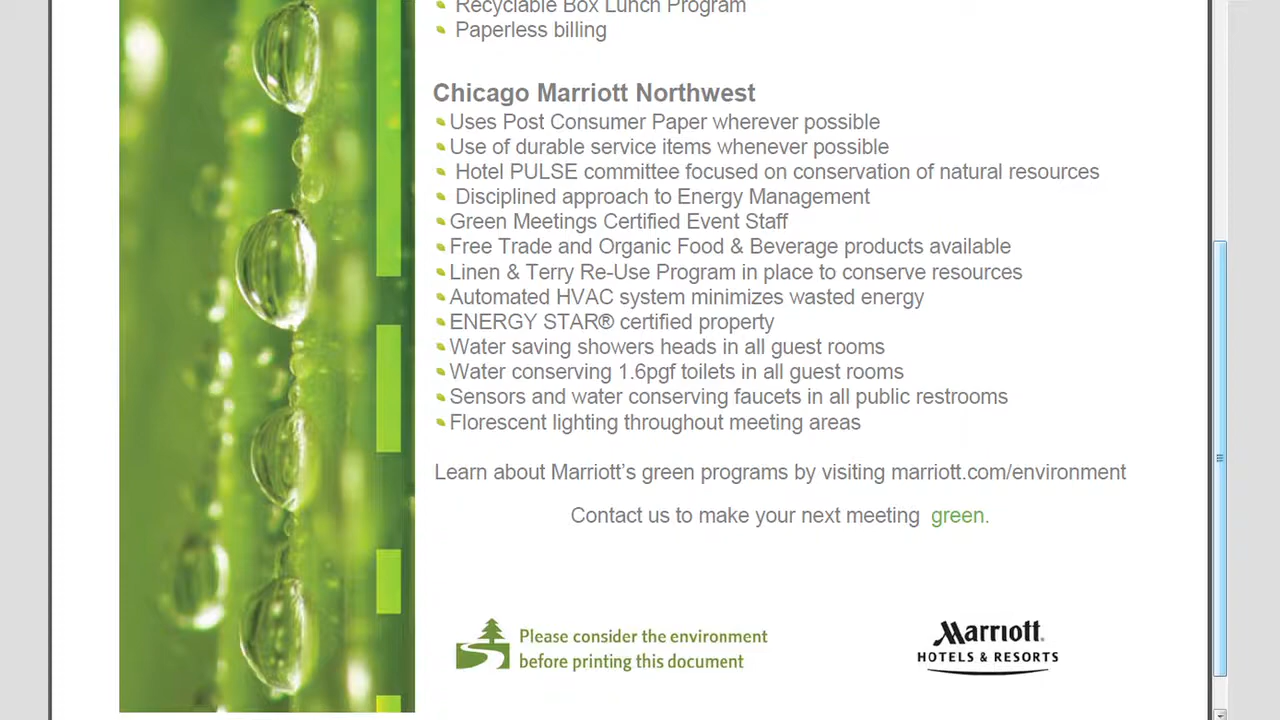 Recyclable Box Lunch Program
Paperless billing
Chicago Marriott Northwest
Uses Post Consumer Paper wherever possible
Use of durable service items whenever possible
Hotel PULSE committee focused on conservation of natural resources
Disciplined approach to Energy Management
Green Meetings Certified Event Staff
Free Trade and Organic Food & Beverage products available
Linen & Terry Re-Use Program in place to conserve resources
Automated HVAC system minimizes wasted energy
ENERGY STAR® certified property
Water saving showers heads in all guest rooms
Water conserving 1.6pgf toilets in all guest rooms
Sensors and water conserving faucets in all public restrooms
Florescent lighting throughout meeting areas
Learn about Marriott’s green programs by visiting marriott.com/environment
Contact us to make your next meeting green.
Please consider the environment
before printing this document
Marriott®
HOTELS & RESORTS